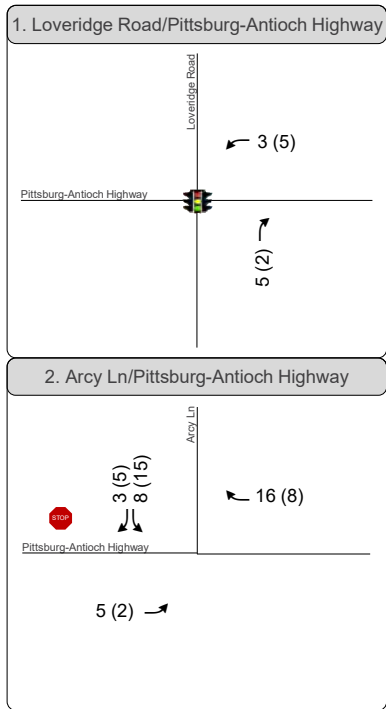 1. Loveridge Road/Pittsburg-Antioch Highway
Loveridge Road
3 (5)
Pittsburg-Antioch Highway
5 (2)
2. Arcy Ln/Pittsburg-Antioch Highway
Arcy Ln
3 (5)
8 (15)
16 (8)
STOP
Pittsburg-Antioch Highway
5 (2)